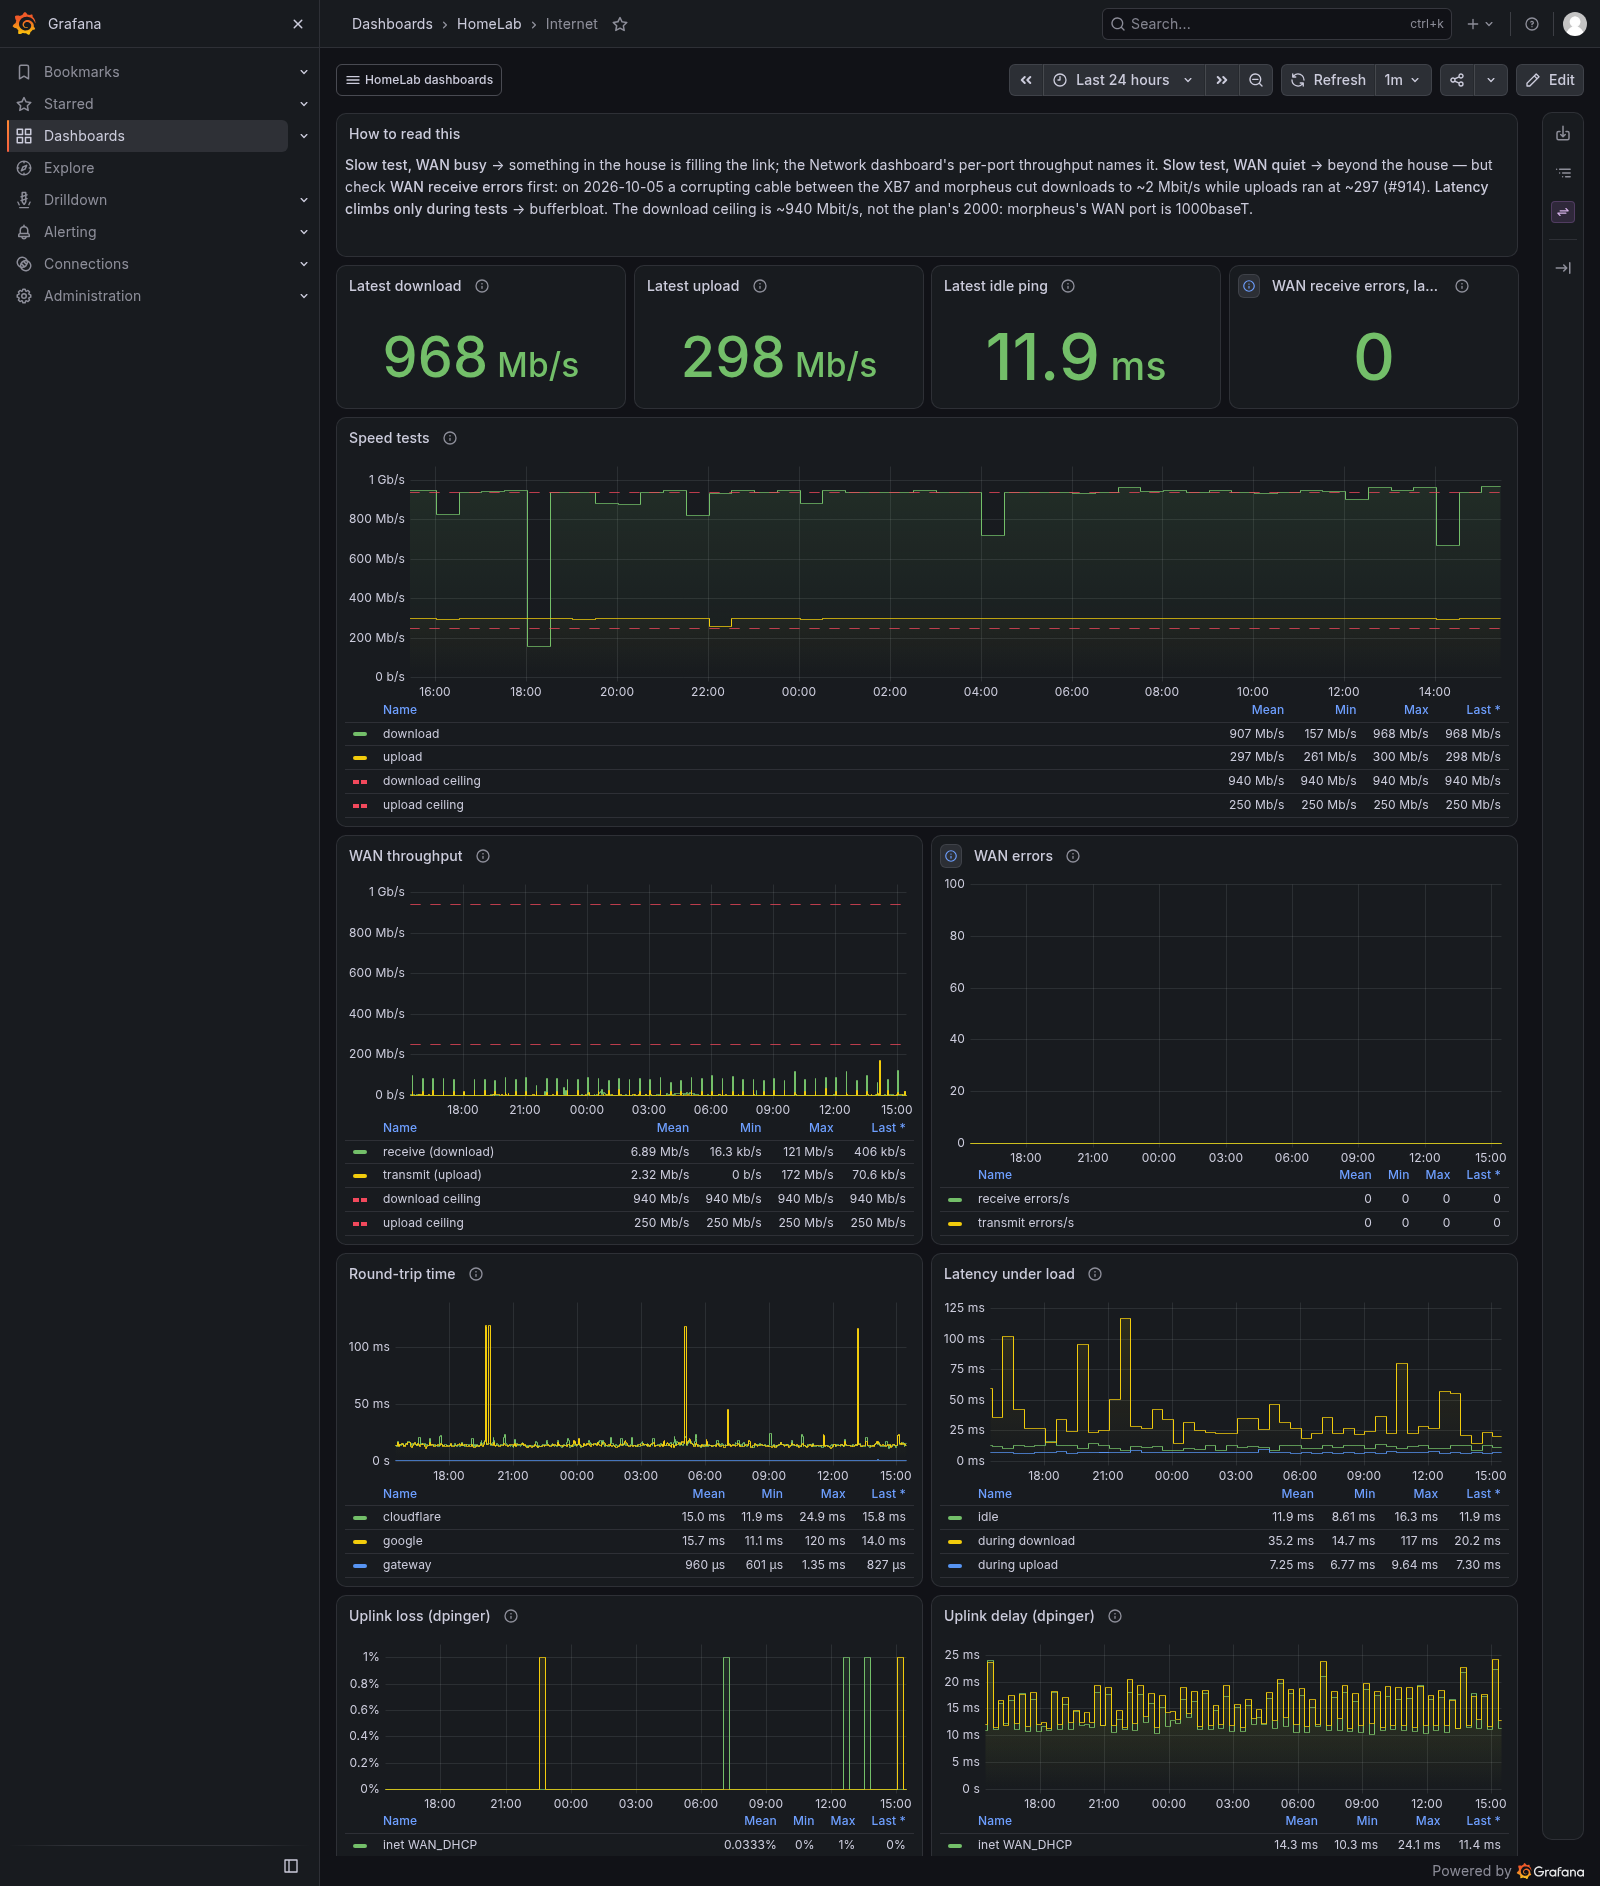 Grafana
Dashboards › HomeLab › Internet
Search...
ctrl+k
Bookmarks
Starred
Dashboards
Explore
Drilldown
Alerting
Connections
Administration
HomeLab dashboards
Last 24 hours
Refresh
1m
Edit
How to read this
Slow test, WAN busy → something in the house is filling the link; the Network dashboard's per-port throughput names it. Slow test, WAN quiet → beyond the house — but
check WAN receive errors first: on 2026-10-05 a corrupting cable between the XB7 and morpheus cut downloads to ~2 Mbit/s while uploads ran at ~297 (#914). Latency
climbs only during tests → bufferbloat. The download ceiling is ~940 Mbit/s, not the plan's 2000: morpheus's WAN port is 1000baseT.
Latest download
968 Mb/s
Latest upload
298 Mb/s
Latest idle ping
11.9 ms
WAN receive errors, la...
0
Speed tests
1 Gb/s
800 Mb/s
600 Mb/s
400 Mb/s
200 Mb/s
0 b/s
16:00 18:00 20:00 22:00 00:00 02:00 04:00 06:00 08:00 10:00 12:00 14:00
Name Mean Min Max Last *
download 907 Mb/s 157 Mb/s 968 Mb/s 968 Mb/s
upload 297 Mb/s 261 Mb/s 300 Mb/s 298 Mb/s
download ceiling 940 Mb/s 940 Mb/s 940 Mb/s 940 Mb/s
upload ceiling 250 Mb/s 250 Mb/s 250 Mb/s 250 Mb/s
WAN throughput
1 Gb/s
800 Mb/s
600 Mb/s
400 Mb/s
200 Mb/s
0 b/s
18:00 21:00 00:00 03:00 06:00 09:00 12:00 15:00
Name Mean Min Max Last *
receive (download) 6.89 Mb/s 16.3 kb/s 121 Mb/s 406 kb/s
transmit (upload) 2.32 Mb/s 0 b/s 172 Mb/s 70.6 kb/s
download ceiling 940 Mb/s 940 Mb/s 940 Mb/s 940 Mb/s
upload ceiling 250 Mb/s 250 Mb/s 250 Mb/s 250 Mb/s
WAN errors
100
80
60
40
20
0
18:00 21:00 00:00 03:00 06:00 09:00 12:00 15:00
Name Mean Min Max Last *
receive errors/s 0 0 0 0
transmit errors/s 0 0 0 0
Round-trip time
100 ms
50 ms
0 s
18:00 21:00 00:00 03:00 06:00 09:00 12:00 15:00
Name Mean Min Max Last *
cloudflare 15.0 ms 11.9 ms 24.9 ms 15.8 ms
google 15.7 ms 11.1 ms 120 ms 14.0 ms
gateway 960 µs 601 µs 1.35 ms 827 µs
Latency under load
125 ms
100 ms
75 ms
50 ms
25 ms
0 ms
18:00 21:00 00:00 03:00 06:00 09:00 12:00 15:00
Name Mean Min Max Last *
idle 11.9 ms 8.61 ms 16.3 ms 11.9 ms
during download 35.2 ms 14.7 ms 117 ms 20.2 ms
during upload 7.25 ms 6.77 ms 9.64 ms 7.30 ms
Uplink loss (dpinger)
1%
0.8%
0.6%
0.4%
0.2%
0%
18:00 21:00 00:00 03:00 06:00 09:00 12:00 15:00
Name Mean Min Max Last *
inet WAN_DHCP 0.0333% 0% 1% 0%
Uplink delay (dpinger)
25 ms
20 ms
15 ms
10 ms
5 ms
0 s
18:00 21:00 00:00 03:00 06:00 09:00 12:00 15:00
Name Mean Min Max Last *
inet WAN_DHCP 14.3 ms 10.3 ms 24.1 ms 11.4 ms
Powered by Grafana